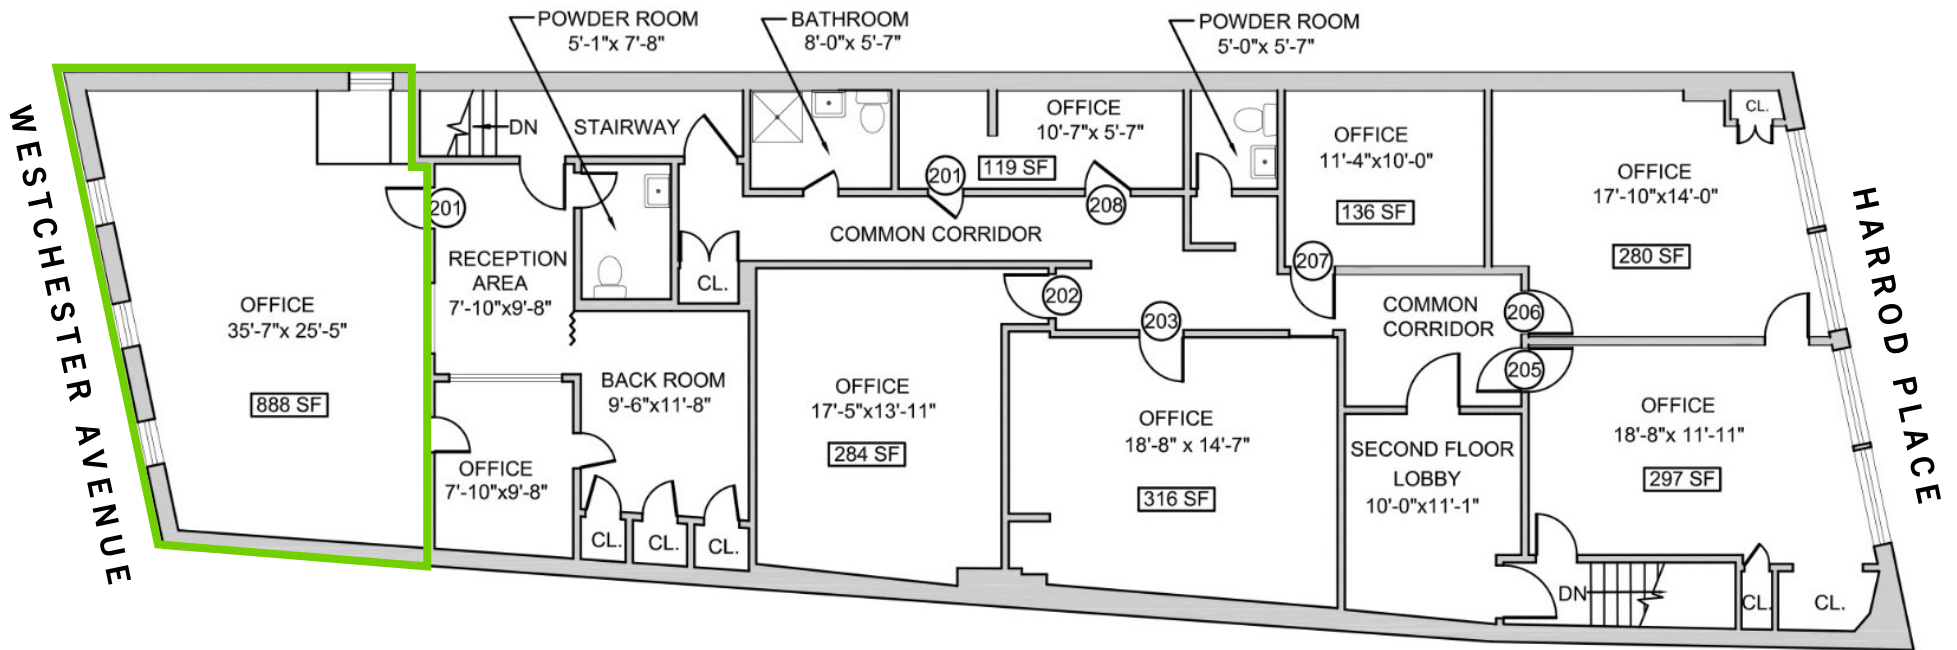 POWDER ROOM
5'-1"x 7'-8"
BATHROOM
8'-0"x 5'-7"
POWDER ROOM
5'-0"x 5'-7"
WESTCHESTER AVENUE
OFFICE
35'-7"x 25'-5"
888 SF
201
DN
STAIRWAY
RECEPTION
AREA
7'-10"x9'-8"
CL.
OFFICE
7'-10"x9'-8"
BACK ROOM
9'-6"x11'-8"
CL.
CL.
CL.
OFFICE
10'-7"x 5'-7"
119 SF
201
208
COMMON CORRIDOR
202
203
OFFICE
17'-5"x13'-11"
284 SF
OFFICE
18'-8" x 14'-7"
316 SF
OFFICE
11'-4"x10'-0"
136 SF
207
COMMON
CORRIDOR
206
205
SECOND FLOOR
LOBBY
10'-0"x11'-1"
OFFICE
17'-10"x14'-0"
280 SF
CL.
OFFICE
18'-8"x 11'-11"
297 SF
DN
CL.
CL.
HARROD PLACE